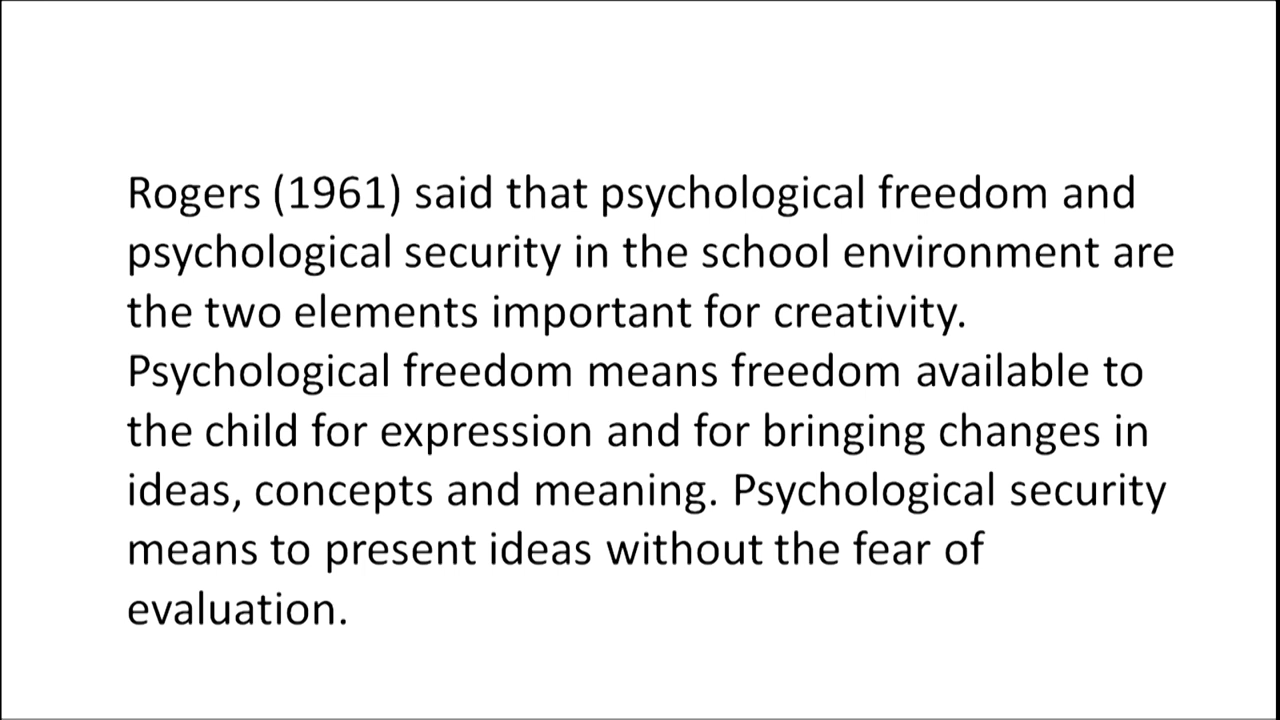 Rogers (1961) said that psychological freedom and
psychological security in the school environment are
the two elements important for creativity.
Psychological freedom means freedom available to
the child for expression and for bringing changes in
ideas, concepts and meaning. Psychological security
means to present ideas without the fear of
evaluation.